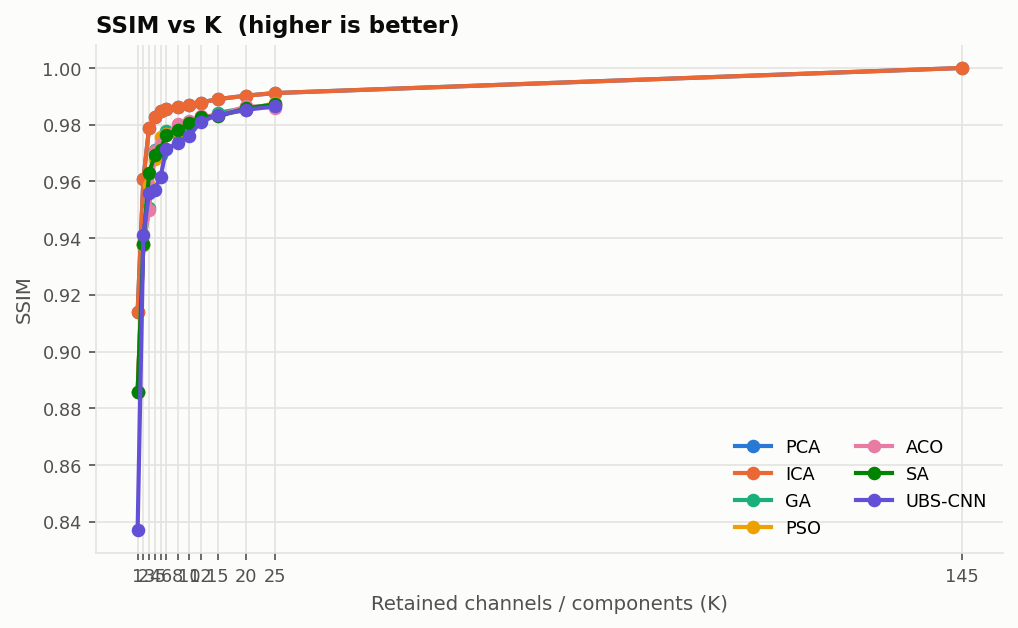 SSIM vs K (higher is better)
1.00
0.98
0.96
0.94
0.92
0.90
0.88
0.86
0.84
SSIM
PCA
ICA
GA
PSO
ACO
SA
UBS-CNN
15 20 25 145
Retained channels / components (K)